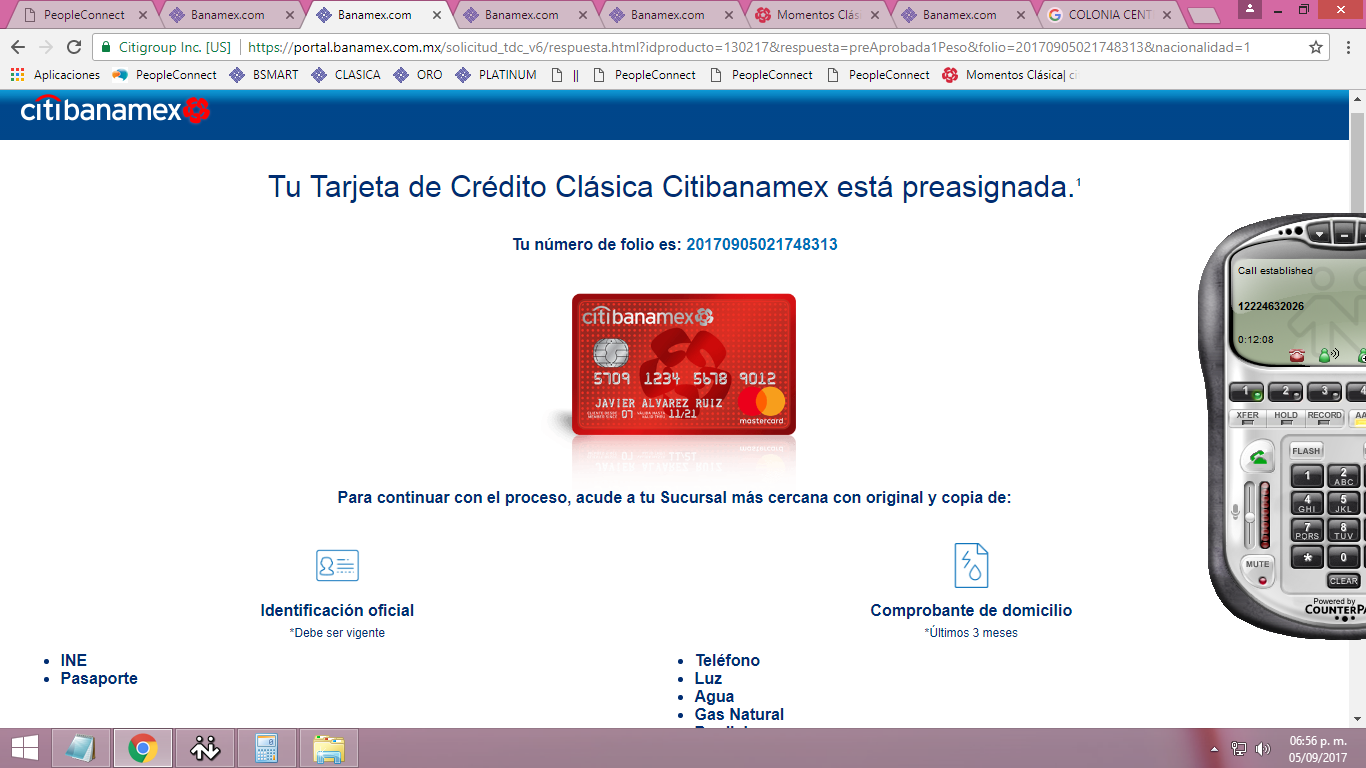 PeopleConnect
Banamex.com
Banamex.com
Banamex.com
Banamex.com
Momentos Clás
Banamex.com
COLONIA CENT
Citigroup Inc. [US]
https://portal.banamex.com.mx/solicitud_tdc_v6/respuesta.html?idproducto=130217&respuesta=preAprobada1Peso&folio=20170905021748313&nacionalidad=1
Aplicaciones
PeopleConnect
BSMART
CLASICA
ORO
PLATINUM
||
PeopleConnect
PeopleConnect
PeopleConnect
Momentos Clásica| ci
citibanamex
Tu Tarjeta de Crédito Clásica Citibanamex está preasignada.1
Tu número de folio es: 20170905021748313
citibanamex
5709 1234 5678 9012
JAVIER ALVAREZ RUIZ
07 11/21
mastercard
Para continuar con el proceso, acude a tu Sucursal más cercana con original y copia de:
Identificación oficial
*Debe ser vigente
• INE
• Pasaporte
Comprobante de domicilio
*Últimos 3 meses
• Teléfono
• Luz
• Agua
• Gas Natural
Call established
12224632026
0:12:08
1 2 3 4
XFER HOLD RECORD AA
FLASH
1
2 ABC
4 GHI
5 JKL
7 PQRS
8 TUV
*
0
MUTE
CLEAR
Powered by
COUNTERPA
06:56 p. m.
05/09/2017